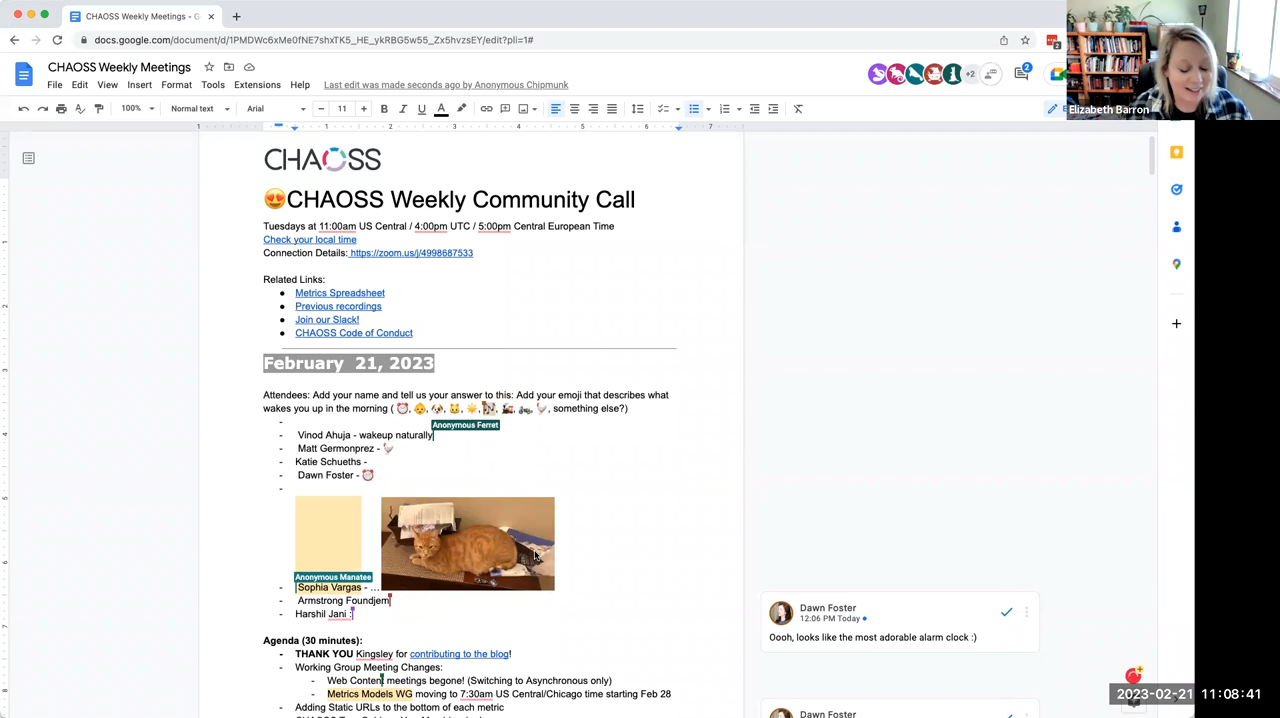 CHAOSS Weekly Meetings - G
docs.google.com/document/d/1PMDWc6xMe0fNE7shxTK5_HE_ykRBG5w55_Zx5hvzsEY/edit?pli=1#
2
CHAOSS Weekly Meetings
File Edit View Insert Format Tools Extensions Help Last edit was made seconds ago by Anonymous Chipmunk
+2
2
Elizabeth Barron
100% Normal text Arial 11
CHAOSS
😍CHAOSS Weekly Community Call
Tuesdays at 11:00am US Central / 4:00pm UTC / 5:00pm Central European Time
Check your local time
Connection Details: https://zoom.us/j/4998687533
Related Links:
● Metrics Spreadsheet
● Previous recordings
● Join our Slack!
● CHAOSS Code of Conduct
February 21, 2023
Attendees: Add your name and tell us your answer to this: Add your emoji that describes what
wakes you up in the morning ( ⏰, 👶, 🐶, 🐱, ☀️, 🐕, 🚂, 🚜, 🐓, something else?)
Anonymous Ferret
-
- Vinod Ahuja - wakeup naturally
- Matt Germonprez - 🐓
- Katie Schueths -
- Dawn Foster - ⏰
-
Anonymous Manatee
- Sophia Vargas - ...
- Armstrong Foundjem
- Harshil Jani :
Agenda (30 minutes):
- THANK YOU Kingsley for contributing to the blog!
- Working Group Meeting Changes:
- Web Content meetings begone! (Switching to Asynchronous only)
- Metrics Models WG moving to 7:30am US Central/Chicago time starting Feb 28
- Adding Static URLs to the bottom of each metric
Dawn Foster
12:06 PM Today
Oooh, looks like the most adorable alarm clock :)
Dawn Foster
2023-02-21 11:08:41